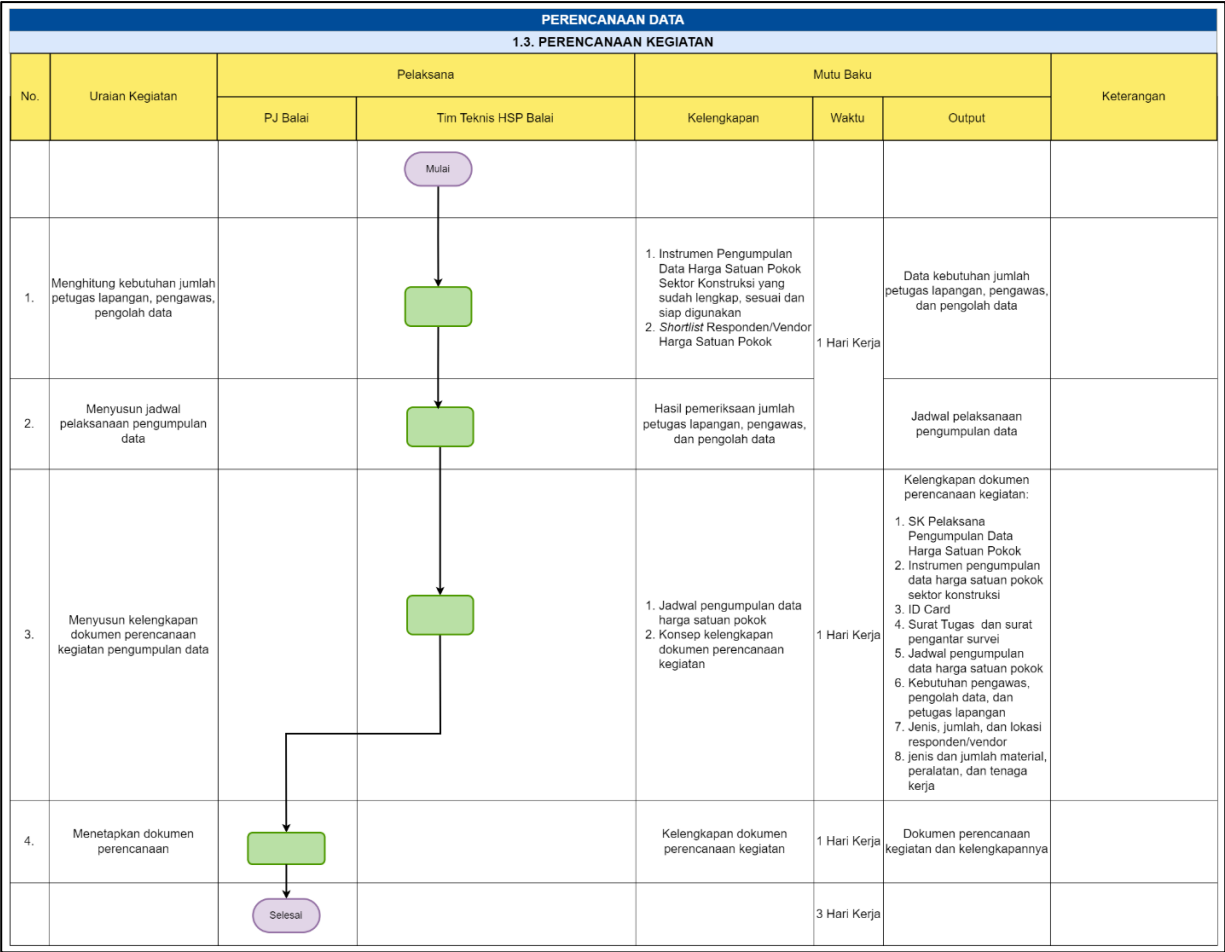 PERENCANAAN DATA
1.3. PERENCANAAN KEGIATAN
No.
Uraian Kegiatan
Pelaksana
Mutu Baku
Keterangan
PJ Balai
Tim Teknis HSP Balai
Kelengkapan
Waktu
Output
Mulai
1.
Menghitung kebutuhan jumlah
petugas lapangan, pengawas,
pengolah data
1. Instrumen Pengumpulan
Data Harga Satuan Pokok
Sektor Konstruksi yang
sudah lengkap, sesuai dan
siap digunakan
2. Shortlist Responden/Vendor
Harga Satuan Pokok
1 Hari Kerja
Data kebutuhan jumlah
petugas lapangan, pengawas,
dan pengolah data
2.
Menyusun jadwal
pelaksanaan pengumpulan
data
Hasil pemeriksaan jumlah
petugas lapangan, pengawas,
dan pengolah data
Jadwal pelaksanaan
pengumpulan data
3.
Menyusun kelengkapan
dokumen perencanaan
kegiatan pengumpulan data
1. Jadwal pengumpulan data
harga satuan pokok
2. Konsep kelengkapan
dokumen perencanaan
kegiatan
1 Hari Kerja
Kelengkapan dokumen
perencanaan kegiatan:
1. SK Pelaksana
Pengumpulan Data
Harga Satuan Pokok
2. Instrumen pengumpulan
data harga satuan pokok
sektor konstruksi
3. ID Card
4. Surat Tugas dan surat
pengantar survei
5. Jadwal pengumpulan
data harga satuan pokok
6. Kebutuhan pengawas,
pengolah data, dan
petugas lapangan
7. Jenis, jumlah, dan lokasi
responden/vendor
8. jenis dan jumlah material,
peralatan, dan tenaga
kerja
4.
Menetapkan dokumen
perencanaan
Kelengkapan dokumen
perencanaan kegiatan
1 Hari Kerja
Dokumen perencanaan
kegiatan dan kelengkapannya
Selesai
3 Hari Kerja